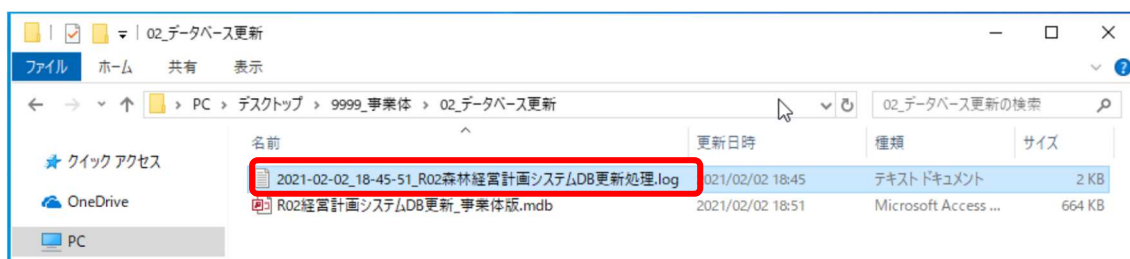 02_データベース更新
ファイル ホーム 共有 表示
PC > デスクトップ > 9999_事業体 > 02_データベース更新 02_データベース更新の検索
名前 更新日時 種類 サイズ
クイック アクセス
2021-02-02_18-45-51_R02森林経営計画システムDB更新処理.log 2021/02/02 18:45 テキスト ドキュメント 2 KB
OneDrive
R02経営計画システムDB更新_事業体版.mdb 2021/02/02 18:51 Microsoft Access ... 664 KB
PC